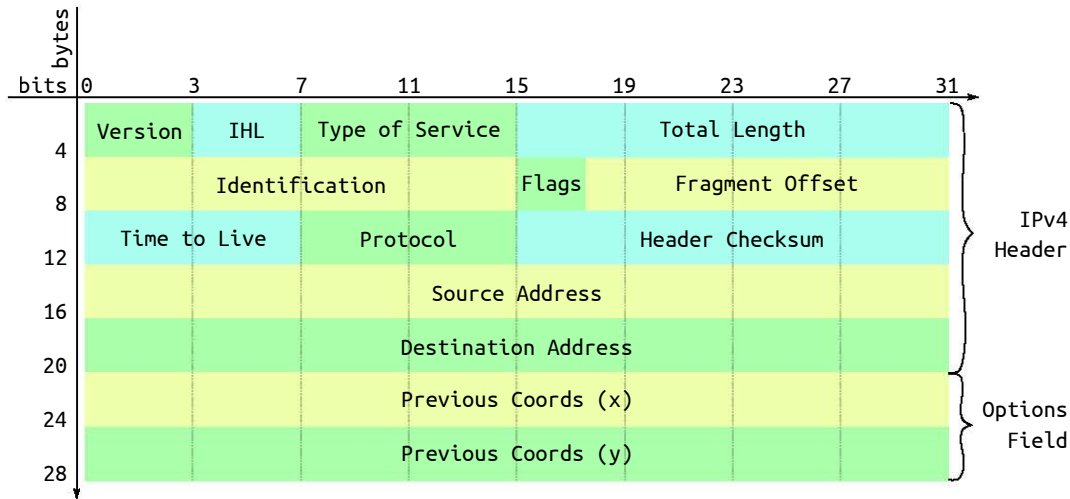 bytes
bits 0 3 7 11 15 19 23 27 31
Version IHL Type of Service Total Length
4
Identification Flags Fragment Offset
8
Time to Live Protocol Header Checksum
12
IPv4
Header
Source Address
16
Destination Address
20
Previous Coords (x)
24
Options
Field
Previous Coords (y)
28